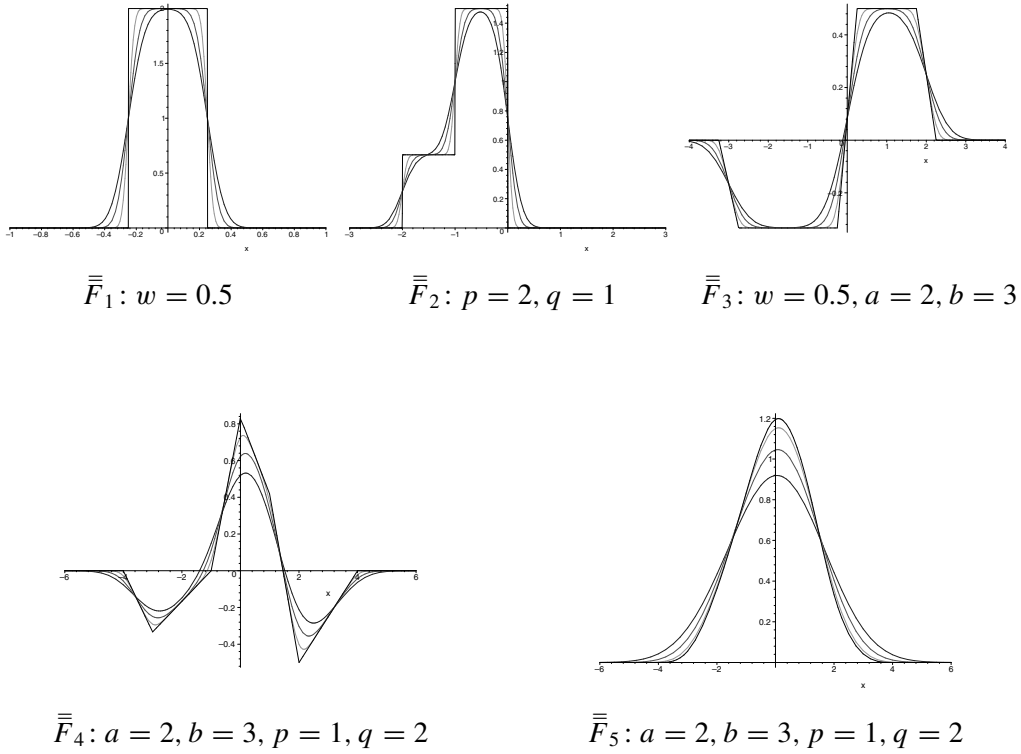 2
1.5
1
0.5
0
−1 −0.8 −0.6 −0.4 −0.2 0.2 0.4 0.6 0.8 1
x
1.4
1.2
1
0.8
0.6
0.4
0.2
0
−3 −2 −1 1 2 3
x
0.4
0.2
0
−0.2
−4 −3 −2 −1 1 2 3 4
x
F̿₁: w = 0.5
F̿₂: p = 2, q = 1
F̿₃: w = 0.5, a = 2, b = 3
0.8
0.6
0.4
0.2
0
−6 −4 −2 2 4 6
x
−0.2
−0.4
1.2
1
0.8
0.6
0.4
0.2
−6 −4 −2 0 2 4 6
x
F̿₄: a = 2, b = 3, p = 1, q = 2
F̿₅: a = 2, b = 3, p = 1, q = 2